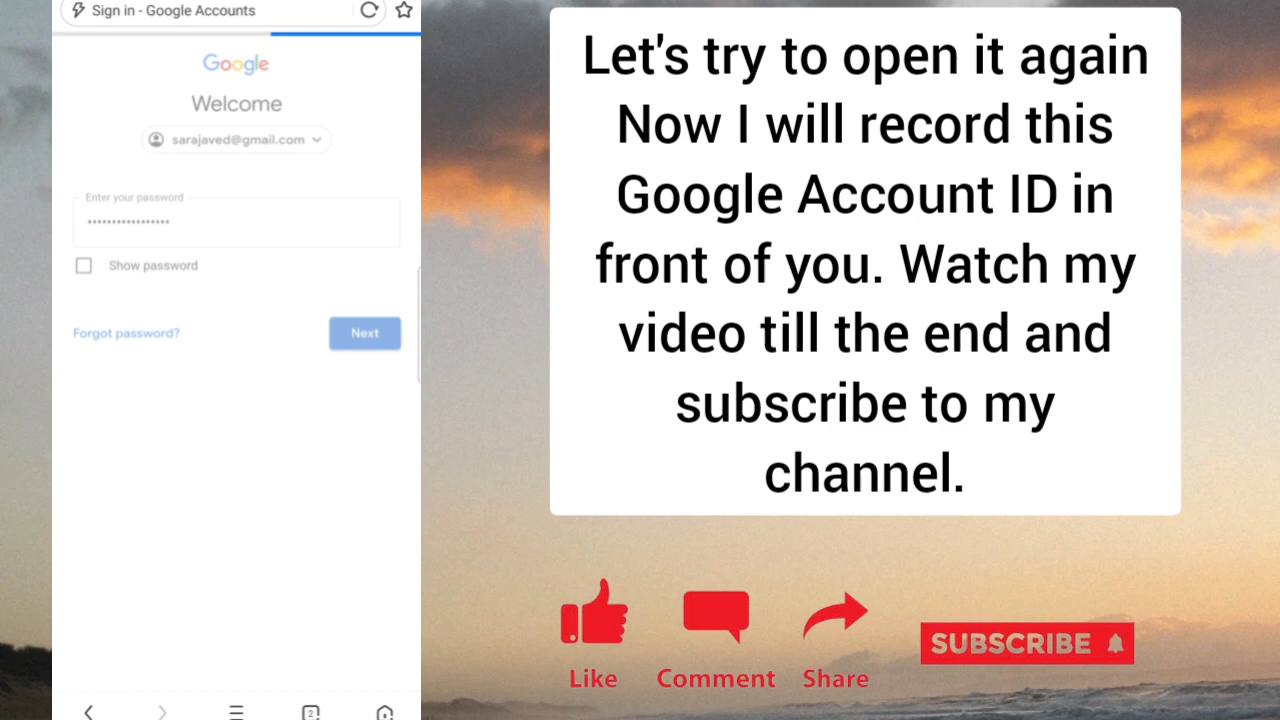 Sign in - Google Accounts
Google
Welcome
sarajaved@gmail.com
Enter your password
•••••••••••••••••
Show password
Forgot password?
Next
2
Let's try to open it again
Now I will record this
Google Account ID in
front of you. Watch my
video till the end and
subscribe to my
channel.
Like
Comment
Share
SUBSCRIBE